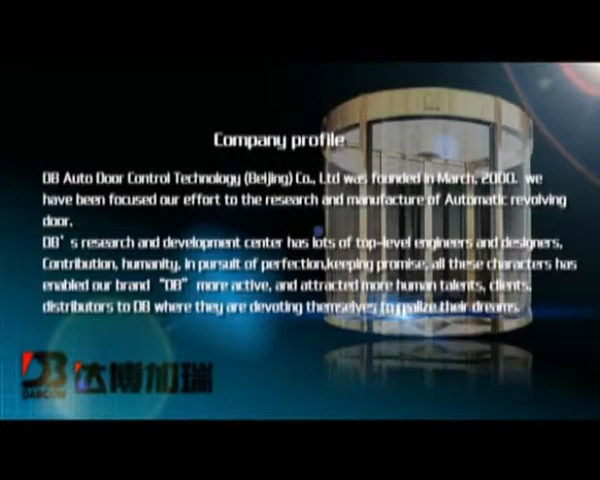 Company profile
DB Auto Door Control Technology (Beijing) Co., Ltd was founded in March, 2000. we
have been focused our effort to the research and manufacture of Automatic revolving
door.
DB's research and development center has lots of top-level engineers and designers,
Contribution, humanity, in pursuit of perfection,keeping promise, all these characters has
enabled our brand “DB” more active, and attracted more human talents, clients,
distributors to DB where they are devoting themselves to realize their dreams.
DB 达博加瑞
DABCOM